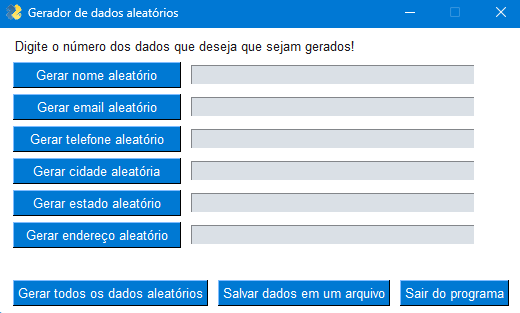 Gerador de dados aleatórios
Digite o número dos dados que deseja que sejam gerados!
Gerar nome aleatório
Gerar email aleatório
Gerar telefone aleatório
Gerar cidade aleatória
Gerar estado aleatório
Gerar endereço aleatório
Gerar todos os dados aleatórios Salvar dados em um arquivo Sair do programa